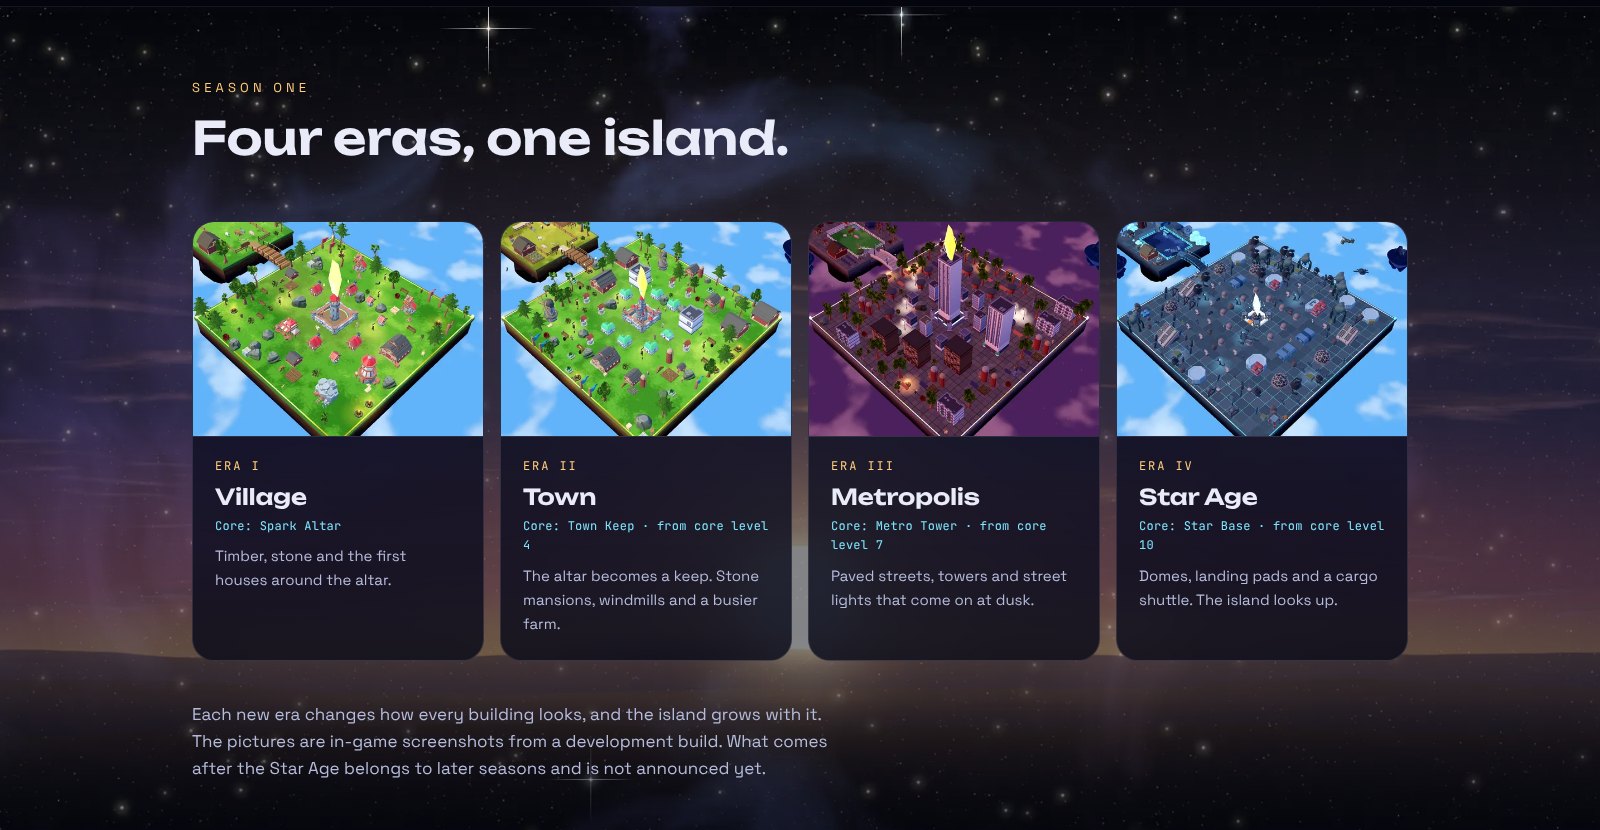 SEASON ONE
Four eras, one island.
ERA I
Village
Core: Spark Altar
Timber, stone and the first
houses around the altar.
ERA II
Town
Core: Town Keep · from core level
4
The altar becomes a keep. Stone
mansions, windmills and a busier
farm.
ERA III
Metropolis
Core: Metro Tower · from core
level 7
Paved streets, towers and street
lights that come on at dusk.
ERA IV
Star Age
Core: Star Base · from core level
10
Domes, landing pads and a cargo
shuttle. The island looks up.
Each new era changes how every building looks, and the island grows with it.
The pictures are in-game screenshots from a development build. What comes
after the Star Age belongs to later seasons and is not announced yet.